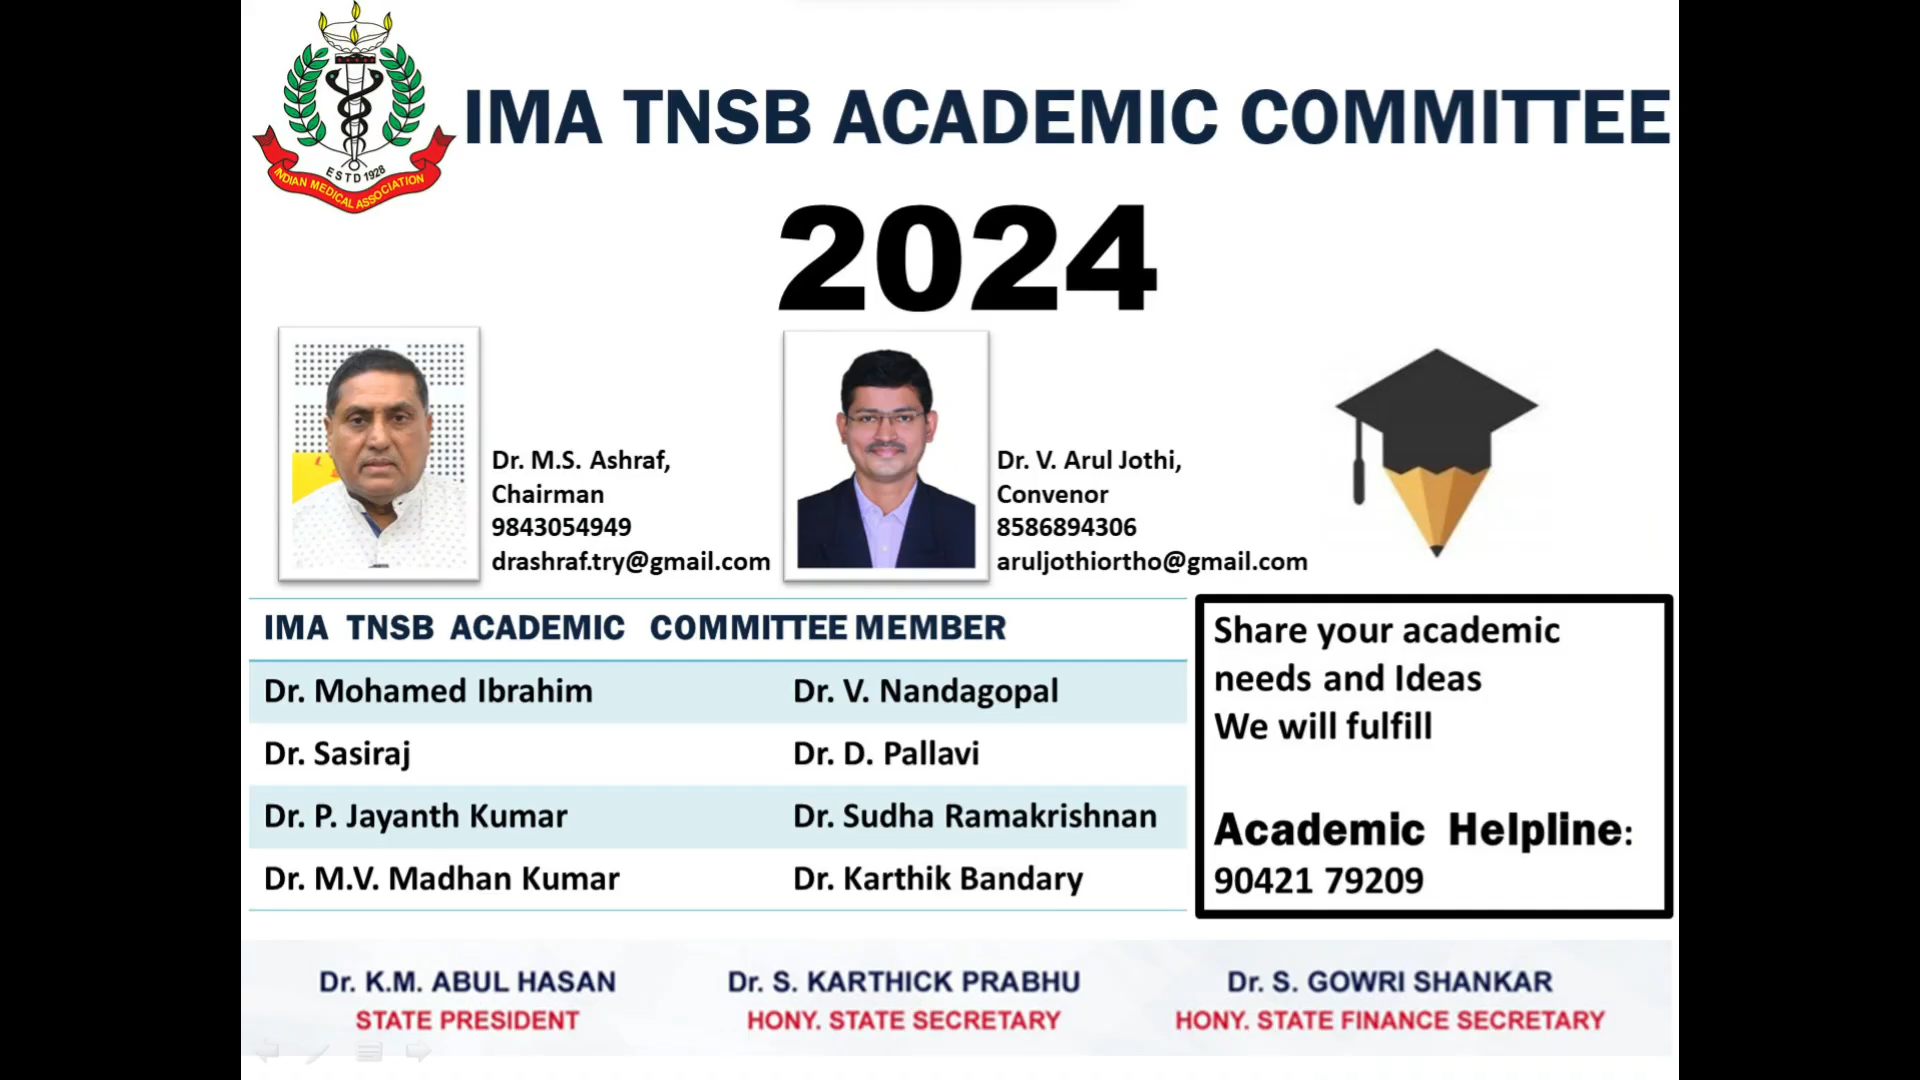 ESTD 1928
INDIAN MEDICAL ASSOCIATION
IMA TNSB ACADEMIC COMMITTEE
2024
Dr. M.S. Ashraf,
Chairman
9843054949
drashraf.try@gmail.com
Dr. V. Arul Jothi,
Convenor
8586894306
aruljothiortho@gmail.com
IMA TNSB ACADEMIC COMMITTEE MEMBER
Dr. Mohamed Ibrahim
Dr. V. Nandagopal
Dr. Sasiraj
Dr. D. Pallavi
Dr. P. Jayanth Kumar
Dr. Sudha Ramakrishnan
Dr. M.V. Madhan Kumar
Dr. Karthik Bandary
Share your academic
needs and Ideas
We will fulfill
Academic Helpline:
90421 79209
Dr. K.M. ABUL HASAN
STATE PRESIDENT
Dr. S. KARTHICK PRABHU
HONY. STATE SECRETARY
Dr. S. GOWRI SHANKAR
HONY. STATE FINANCE SECRETARY